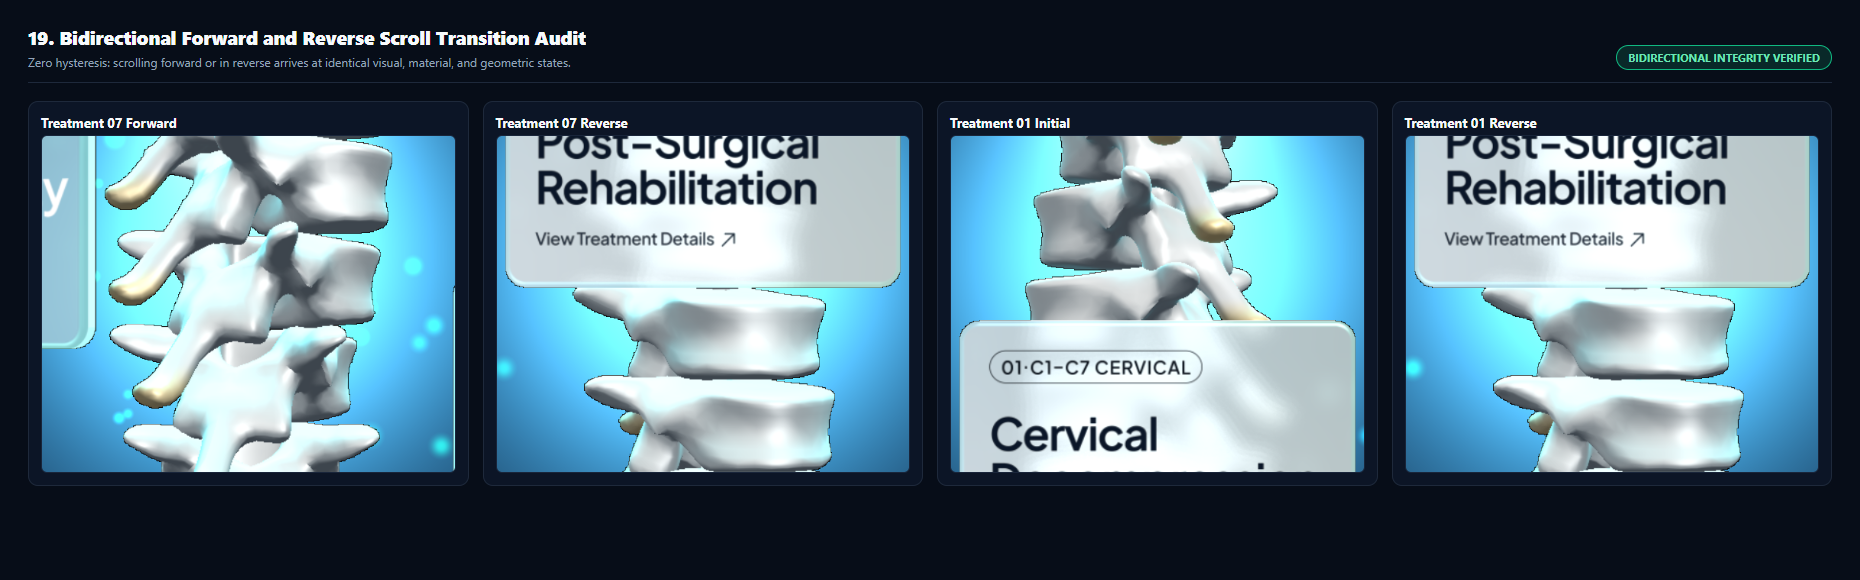 19. Bidirectional Forward and Reverse Scroll Transition Audit
Zero hysteresis: scrolling forward or in reverse arrives at identical visual, material, and geometric states.
BIDIRECTIONAL INTEGRITY VERIFIED
Treatment 07 Forward
y
Treatment 07 Reverse
Post-Surgical
Rehabilitation
View Treatment Details ↗
Treatment 01 Initial
01·C1-C7 CERVICAL
Cervical
Treatment 01 Reverse
Post-Surgical
Rehabilitation
View Treatment Details ↗